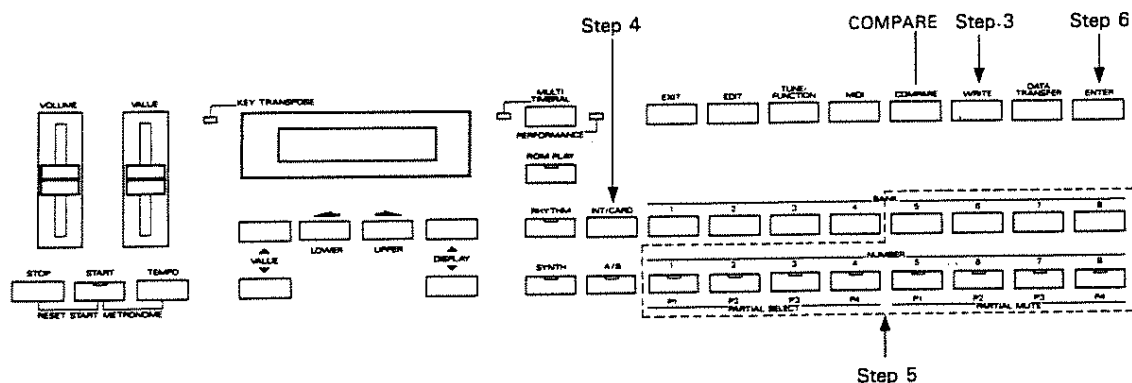 Step 4
COMPARE
Step.3
Step 6
VOLUME
VALUE
KEY TRANSPOSE
MULTI
TIMBRAL
PERFORMANCE
EXIT
EDIT
TUNE/
FUNCTION
MIDI
COMPARE
WRITE
DATA
TRANSFER
ENTER
ROM PLAY
RHYTHM
INT/CARD
BANK
1 2 3 4 5 6 7 8
LOWER
UPPER
VALUE
DISPLAY
STOP
START
TEMPO
RESET START METRONOME
SYNTH
A/B
NUMBER
1 2 3 4 5 6 7 8
P1 P2 P3 P4 P1 P2 P3 P4
PARTIAL SELECT
PARTIAL MUTE
Step 5